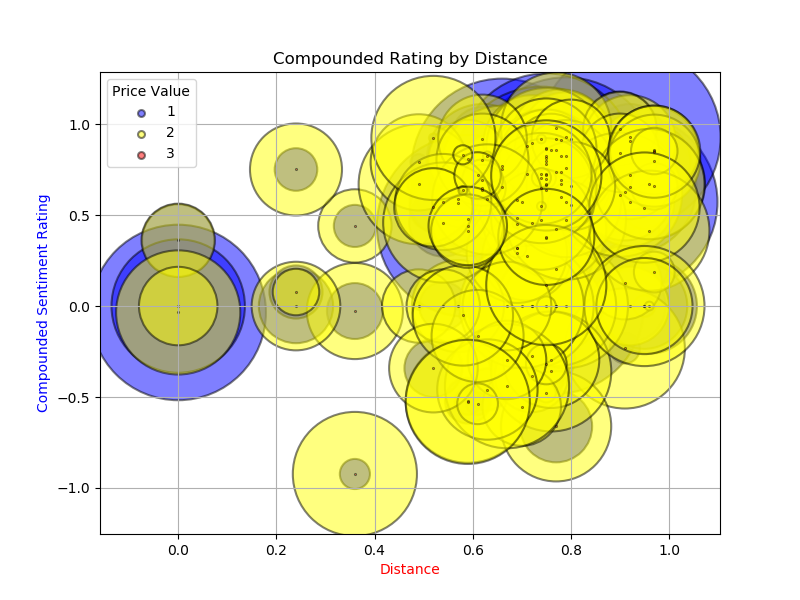 Compounded Rating by Distance
Price Value
1
2
3
Compounded Sentiment Rating
1.0
0.5
0.0
−0.5
−1.0
0.0 0.2 0.4 0.6 0.8 1.0
Distance